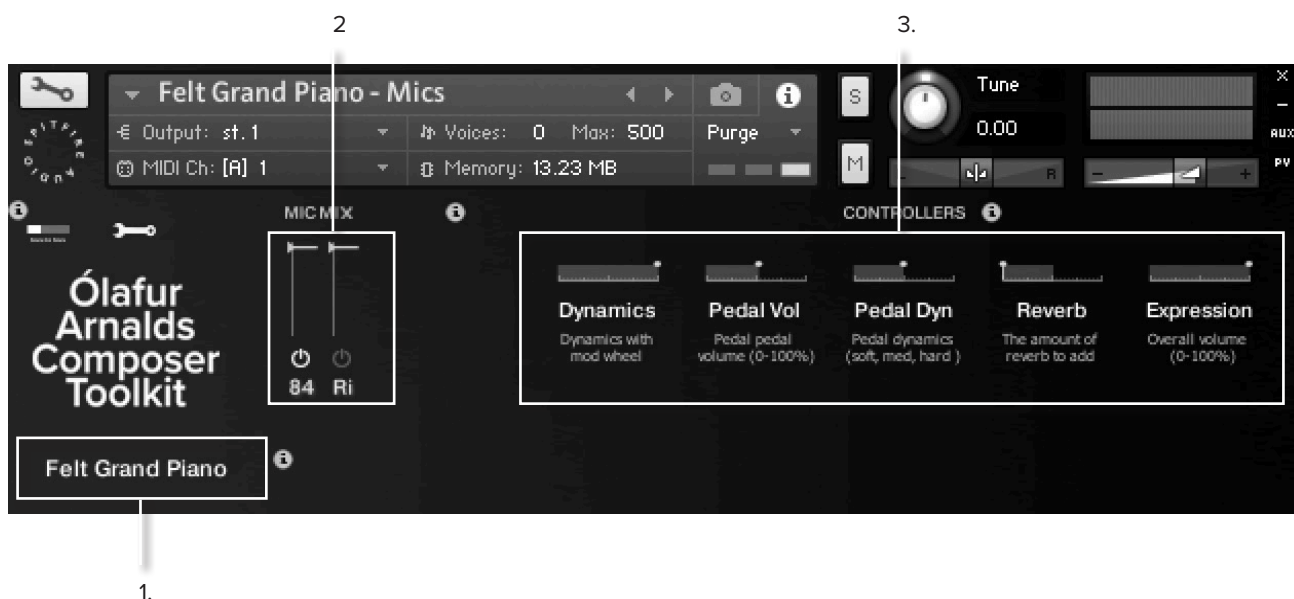 2
3.
Felt Grand Piano - Mics
S
Tune
×
Output: st. 1
Voices: 0 Max: 500
Purge
0.00
AUX
MIDI Ch: [A] 1
Memory: 13.23 MB
M
L
R
−
+
PV
SPITFIRE AUDIO
MIC MIX
CONTROLLERS
Ólafur
Arnalds
Composer
Toolkit
84 Ri
Dynamics
Dynamics with
mod wheel
Pedal Vol
Pedal pedal
volume (0-100%)
Pedal Dyn
Pedal dynamics
(soft, med, hard )
Reverb
The amount of
reverb to add
Expression
Overall volume
(0-100%)
Felt Grand Piano
1.